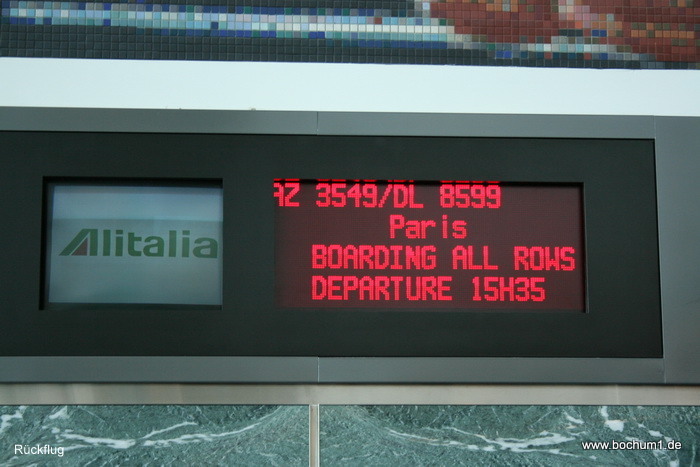 Alitalia
AZ 3549/DL 8599
Paris
BOARDING ALL ROWS
DEPARTURE 15H35
Rückflug
www.bochum1.de